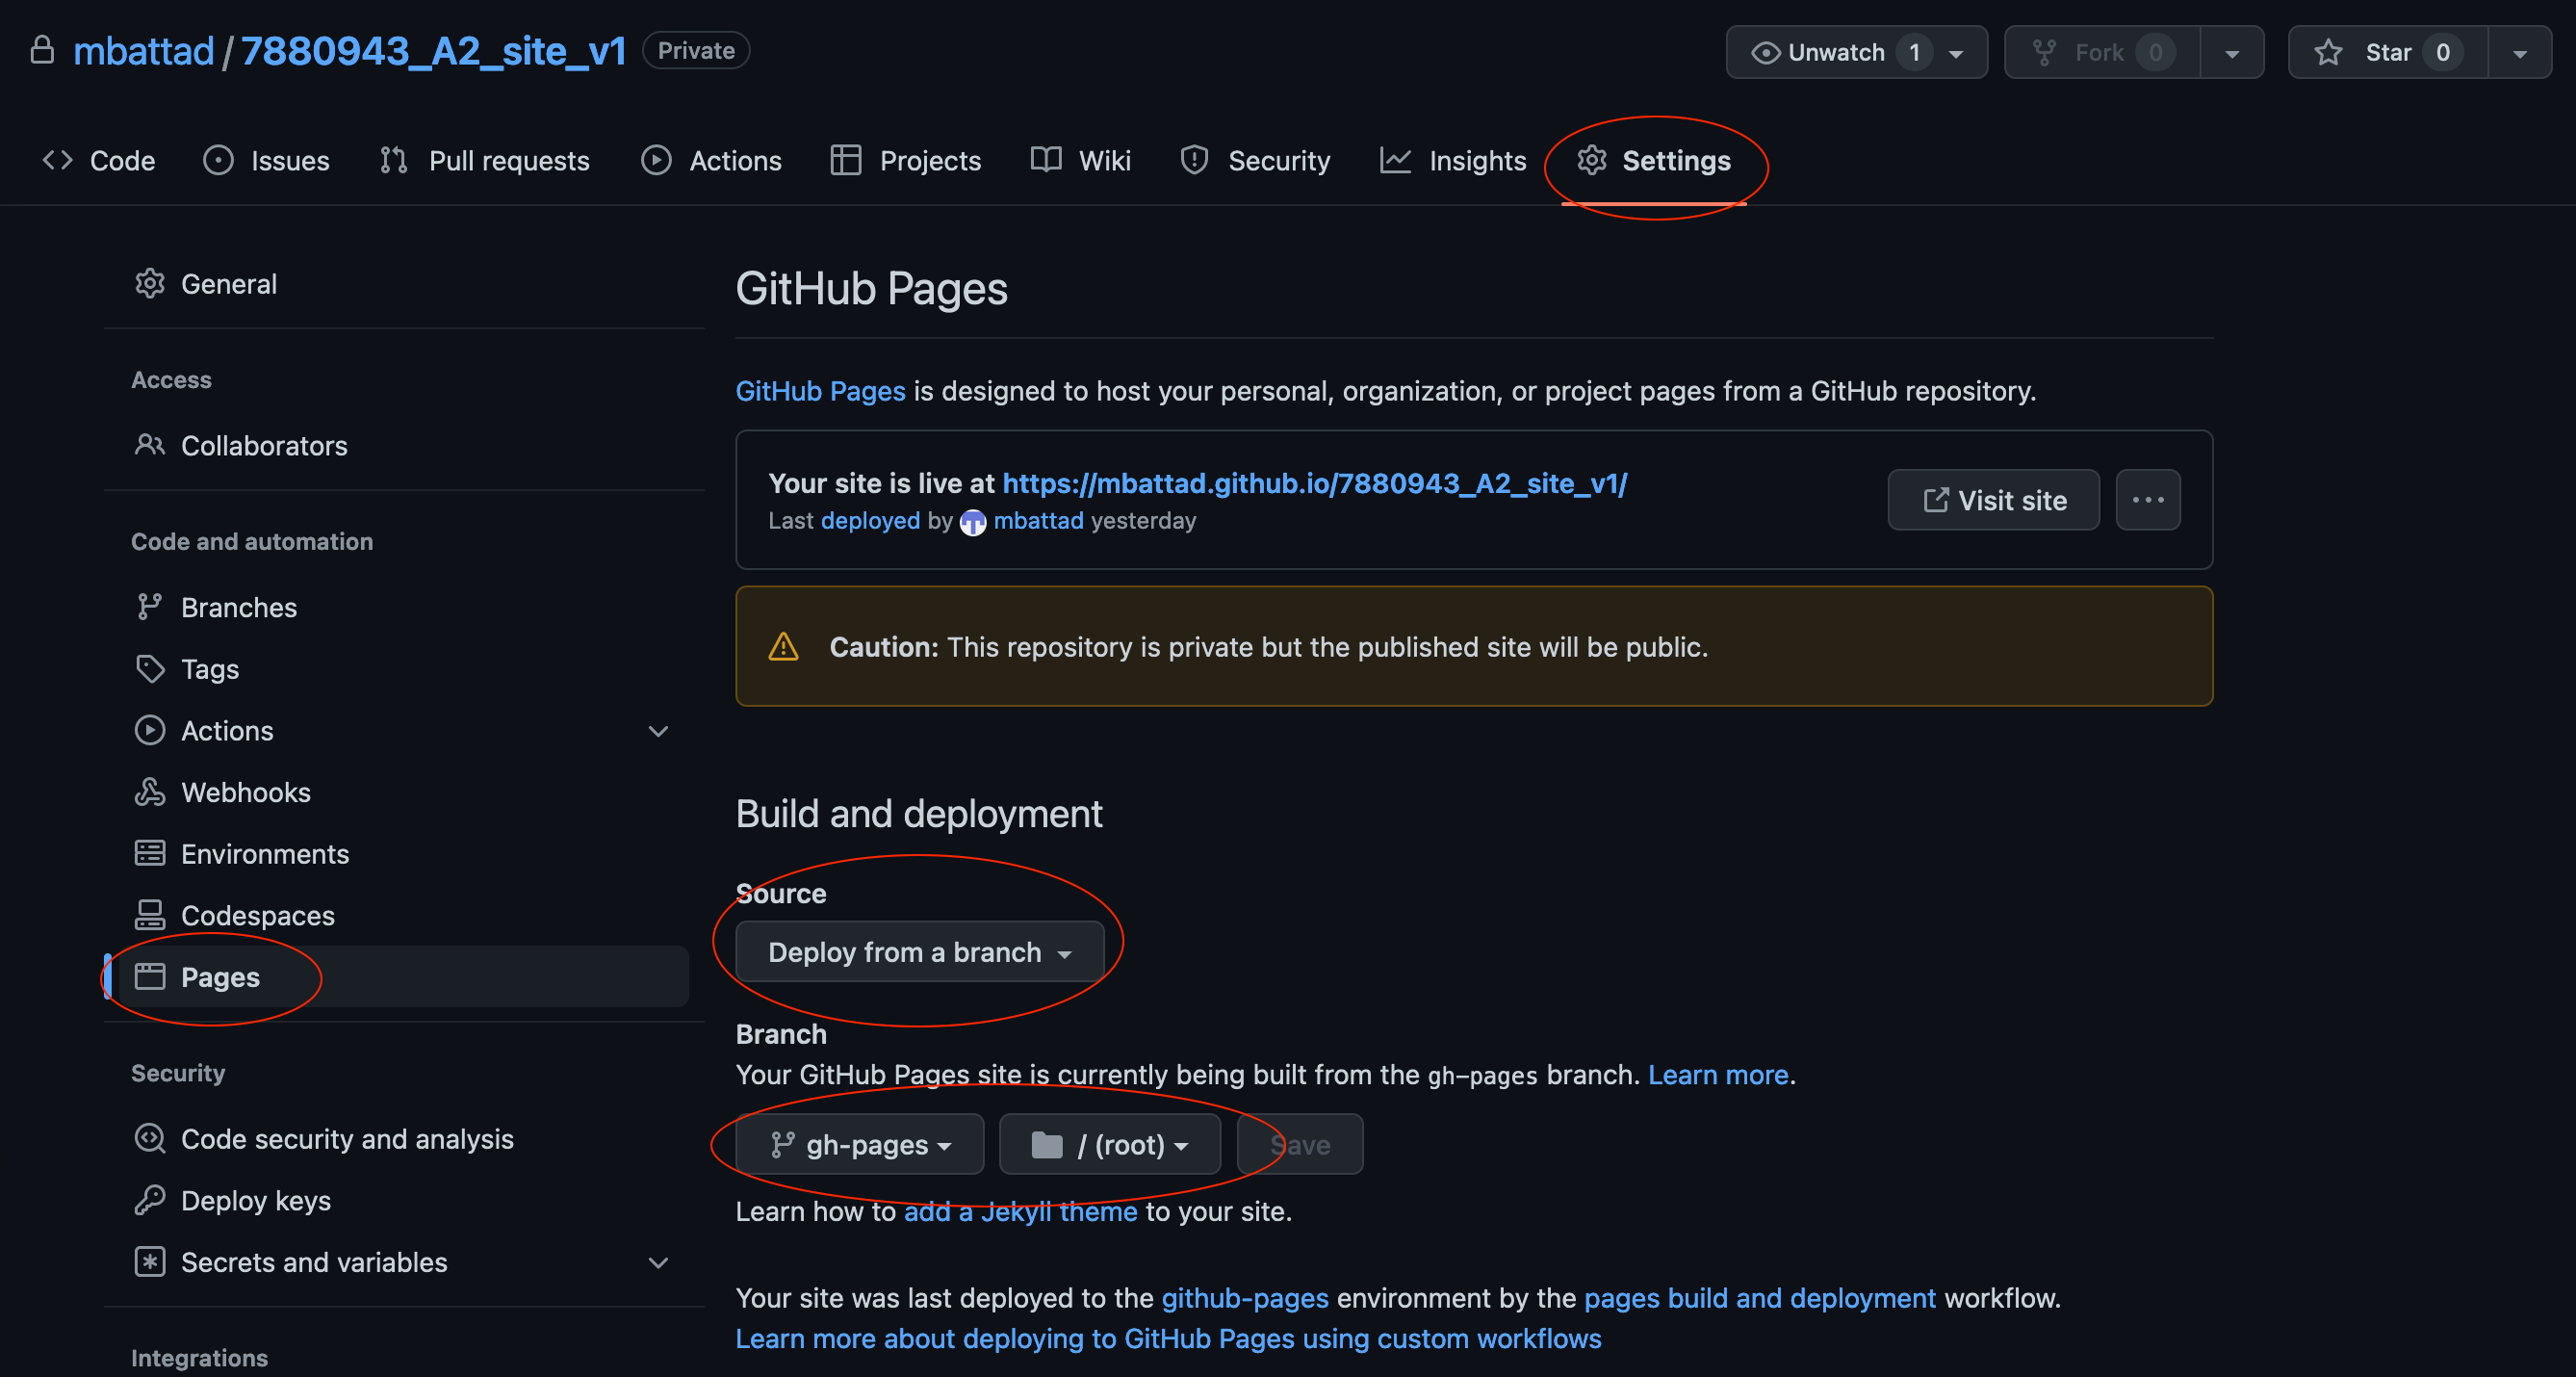 mbattad / 7880943_A2_site_v1 Private
Unwatch 1 Fork 0 Star 0
Code Issues Pull requests Actions Projects Wiki Security Insights Settings
General
Access
Collaborators
Code and automation
Branches
Tags
Actions
Webhooks
Environments
Codespaces
Pages
Security
Code security and analysis
Deploy keys
Secrets and variables
Integrations
GitHub Pages
GitHub Pages is designed to host your personal, organization, or project pages from a GitHub repository.
Your site is live at https://mbattad.github.io/7880943_A2_site_v1/
Last deployed by mbattad yesterday
Visit site
Caution: This repository is private but the published site will be public.
Build and deployment
Source
Deploy from a branch
Branch
Your GitHub Pages site is currently being built from the gh-pages branch. Learn more.
gh-pages / (root) Save
Learn how to add a Jekyll theme to your site.
Your site was last deployed to the github-pages environment by the pages build and deployment workflow.
Learn more about deploying to GitHub Pages using custom workflows